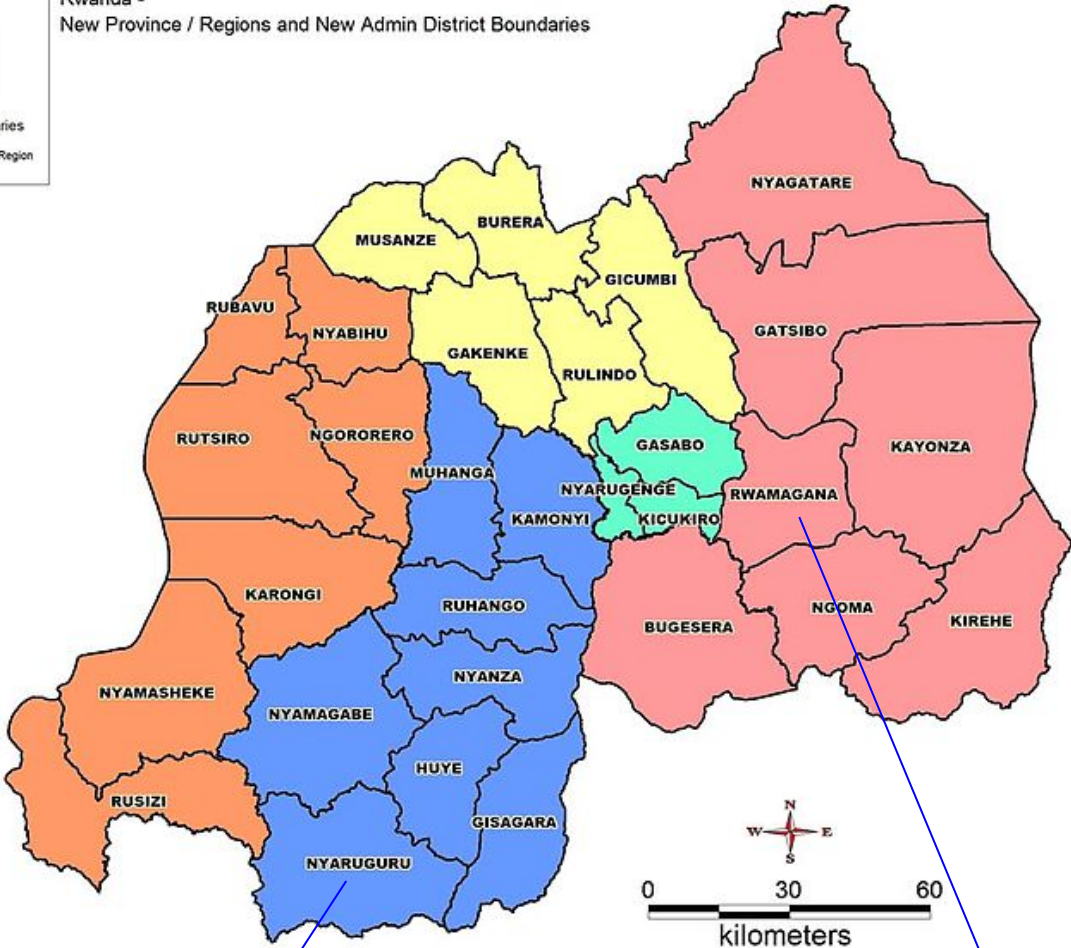 New Province / Regions and New Admin District Boundaries
Region
NYAGATARE
BURERA
MUSANZE
GICUMBI
RUBAVU
NYABIHU
GATSIBO
GAKENKE
RULINDO
RUTSIRO
NGORORERO
GASABO
KAYONZA
MUHANGA
NYARUGENGE
RWAMAGANA
KAMONYI
KICUKIRO
KARONGI
RUHANGO
NGOMA
BUGESERA
KIREHE
NYANZA
NYAMASHEKE
NYAMAGABE
HUYE
RUSIZI
GISAGARA
N
W E
S
NYARUGURU
0 30 60
kilometers